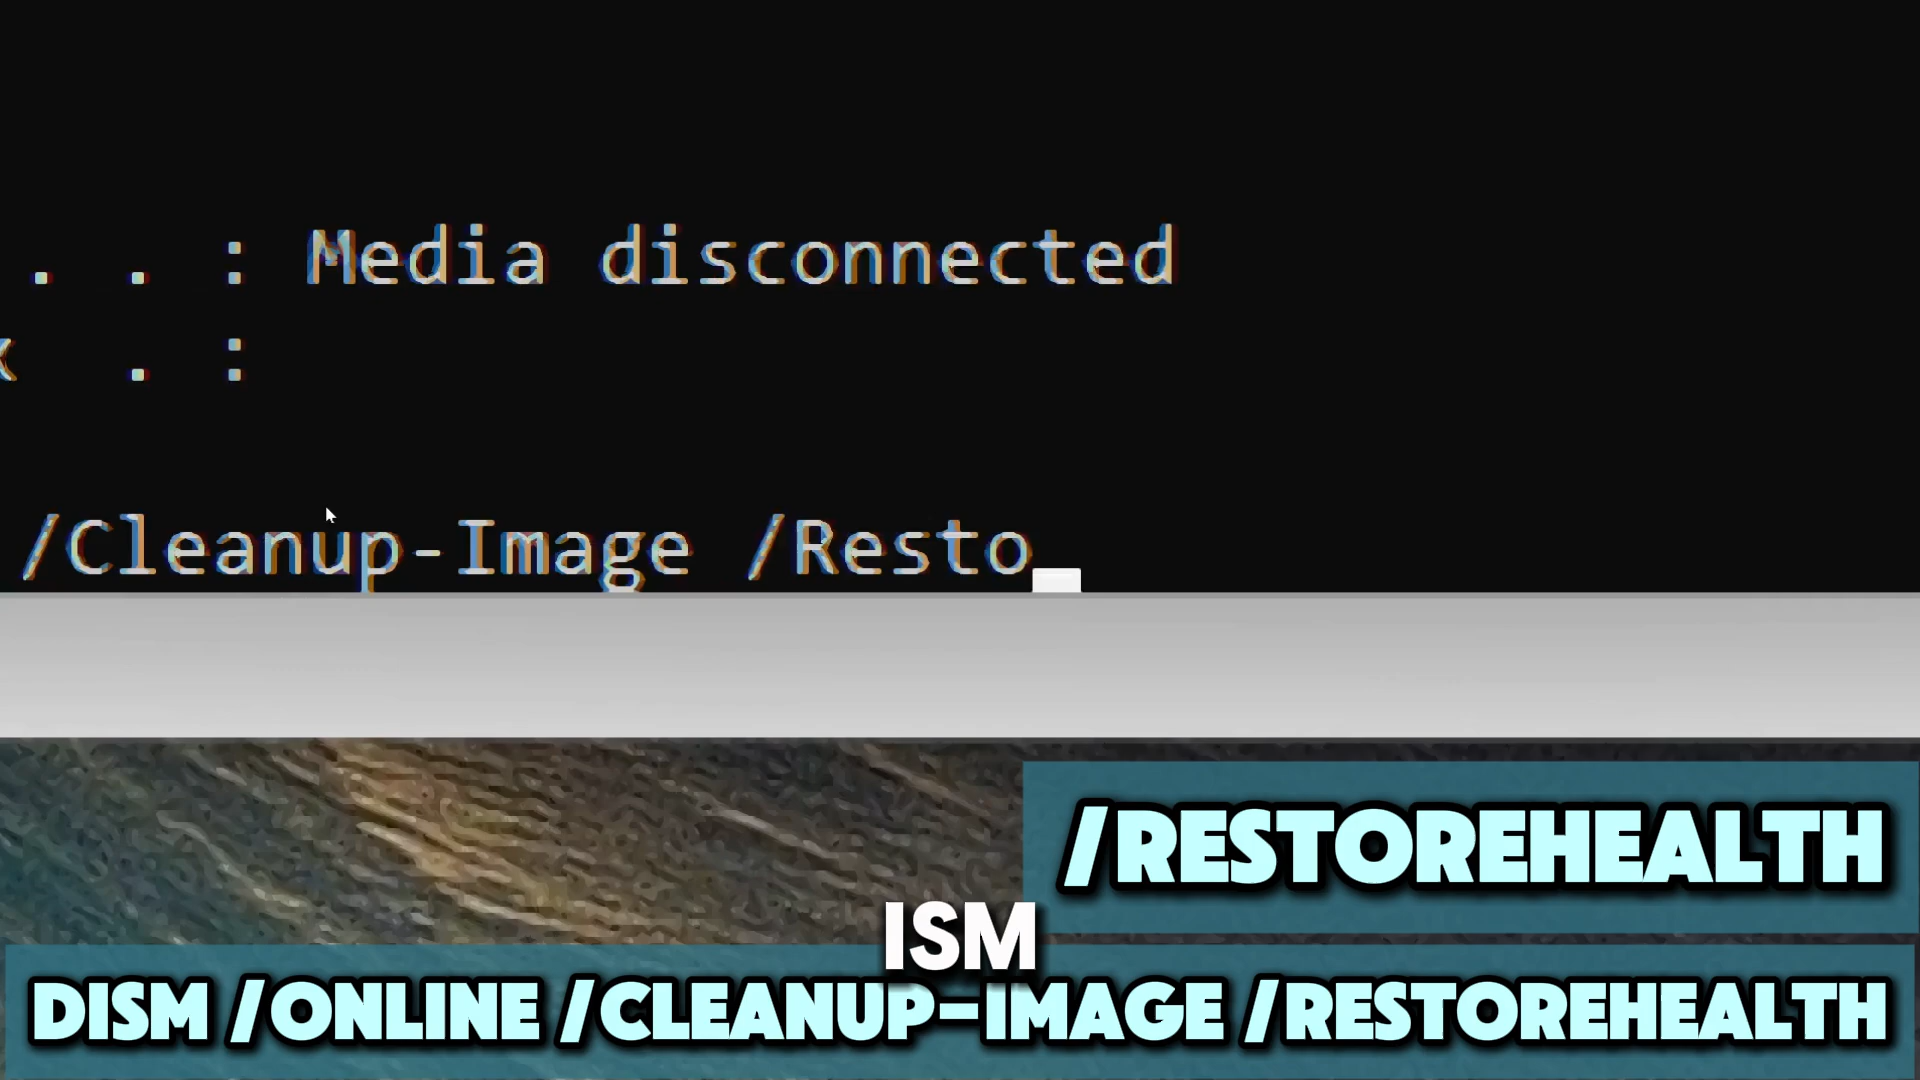 . . : Media disconnected
x . :
/Cleanup-Image /Resto
/RESTOREHEALTH
ISM
DISM /ONLINE /CLEANUP-IMAGE /RESTOREHEALTH